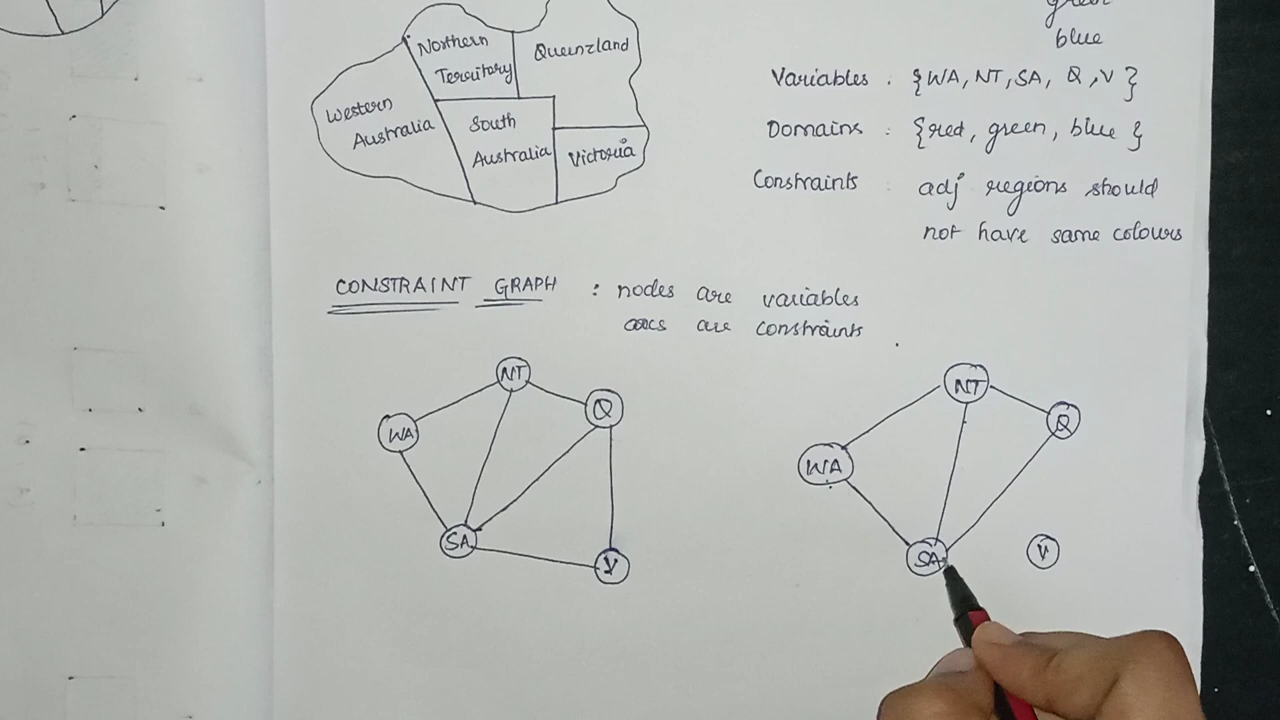 green
blue
Northern
Territory
Queenzland
Western
Australia
South
Australia
Victoria
Variables : {WA, NT, SA, Q, V}
Domains : {red, green, blue}
Constraints : adj regions should
not have same colours
CONSTRAINT GRAPH : nodes are variables
arcs are constraints
NT
Q
WA
SA
V
NT
Q
WA
SA
V